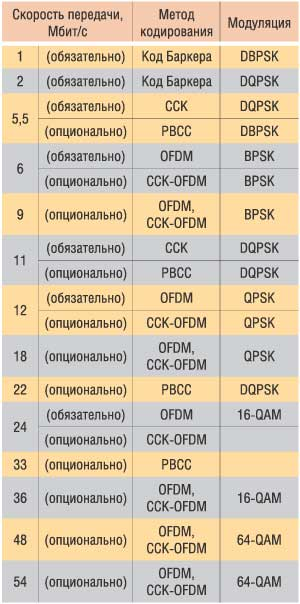 Скорость передачи, Мбит/с | Метод кодирования | Модуляция
1 | (обязательно) | Код Баркера | DBPSK
2 | (обязательно) | Код Баркера | DQPSK
5,5 | (обязательно) | CCK | DQPSK
(опционально) | PBCC | DBPSK
6 | (обязательно) | OFDM | BPSK
(опционально) | CCK-OFDM | BPSK
9 | (опционально) | OFDM, CCK-OFDM | BPSK
11 | (обязательно) | CCK | DQPSK
(опционально) | PBCC | DQPSK
12 | (обязательно) | OFDM | QPSK
(опционально) | CCK-OFDM | QPSK
18 | (опционально) | OFDM, CCK-OFDM | QPSK
22 | (опционально) | PBCC | DQPSK
24 | (обязательно) | OFDM | 16-QAM
(опционально) | CCK-OFDM
33 | (опционально) | PBCC
36 | (опционально) | OFDM, CCK-OFDM | 16-QAM
48 | (опционально) | OFDM, CCK-OFDM | 64-QAM
54 | (опционально) | OFDM, CCK-OFDM | 64-QAM